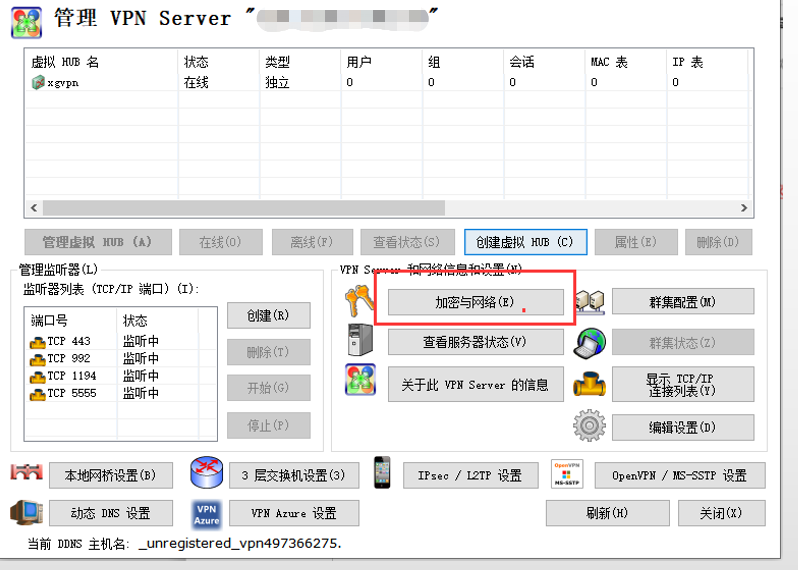 管理 VPN Server "                "
虚拟 HUB 名 状态 类型 用户 组 会话 MAC 表 IP 表
xgvpn 在线 独立 0 0 0 0 0
管理虚拟 HUB (A) 在线(O) 离线(F) 查看状态(S) 创建虚拟 HUB (C) 属性(E) 删除(D)
管理监听器(L)
监听器列表 (TCP/IP 端口) (I):
端口号 状态
TCP 443 监听中
TCP 992 监听中
TCP 1194 监听中
TCP 5555 监听中
创建(R)
删除(T)
开始(G)
停止(P)
VPN Server 和网络信息和设置(N)
加密与网络(E)
群集配置(M)
查看服务器状态(V)
群集状态(Z)
关于此 VPN Server 的信息
显示 TCP/IP
连接列表(Y)
编辑设置(D)
本地网桥设置(B) 3 层交换机设置(3) IPsec / L2TP 设置 OpenVPN MS-SSTP OpenVPN / MS-SSTP 设置
动态 DNS 设置 VPN Azure VPN Azure 设置 刷新(H) 关闭(X)
当前 DDNS 主机名: _unregistered_vpn497366275.